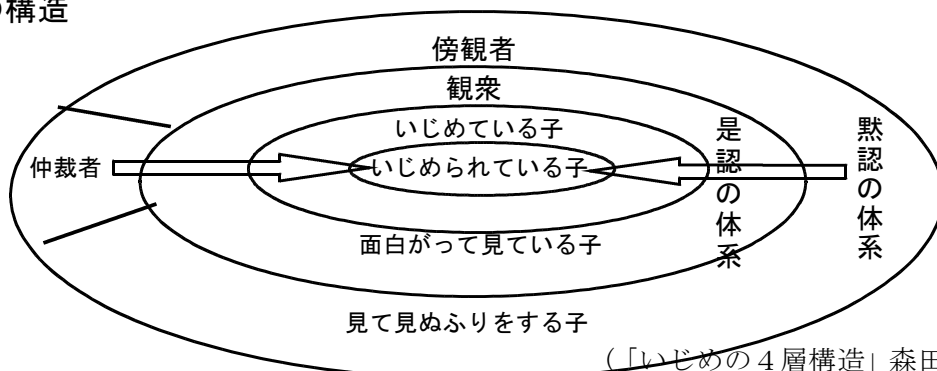 の構造
傍観者
観衆
いじめている子
仲裁者
いじめられている子
是認の体系
黙認の体系
面白がって見ている子
見て見ぬふりをする子
(「いじめの4層構造」森田